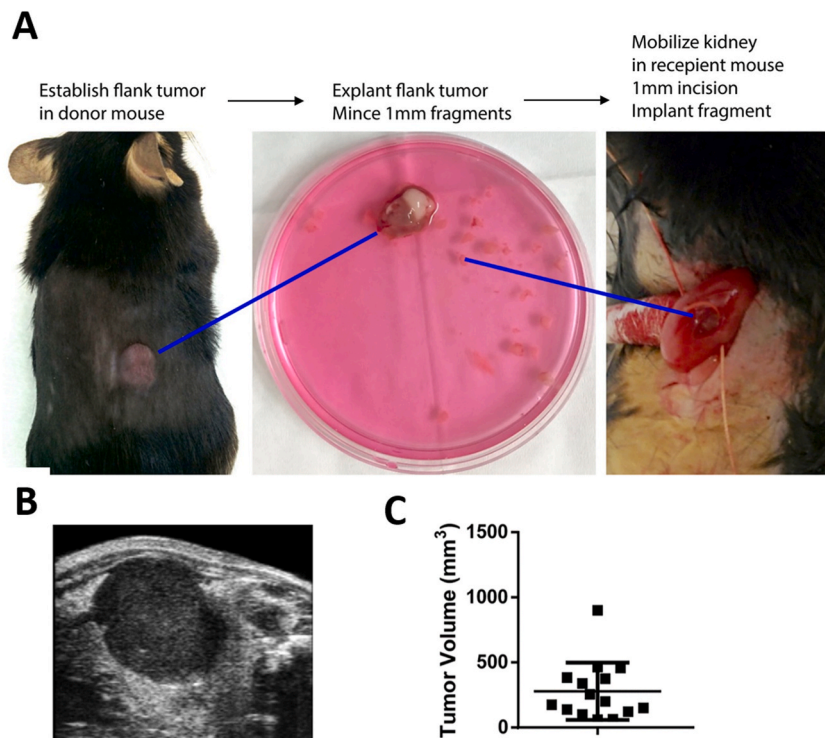 A
Establish flank tumor
in donor mouse
Explant flank tumor
Mince 1mm fragments
Mobilize kidney
in recepient mouse
1mm incision
Implant fragment
B
C
Tumor Volume (mm³)
1500
1000
500
0